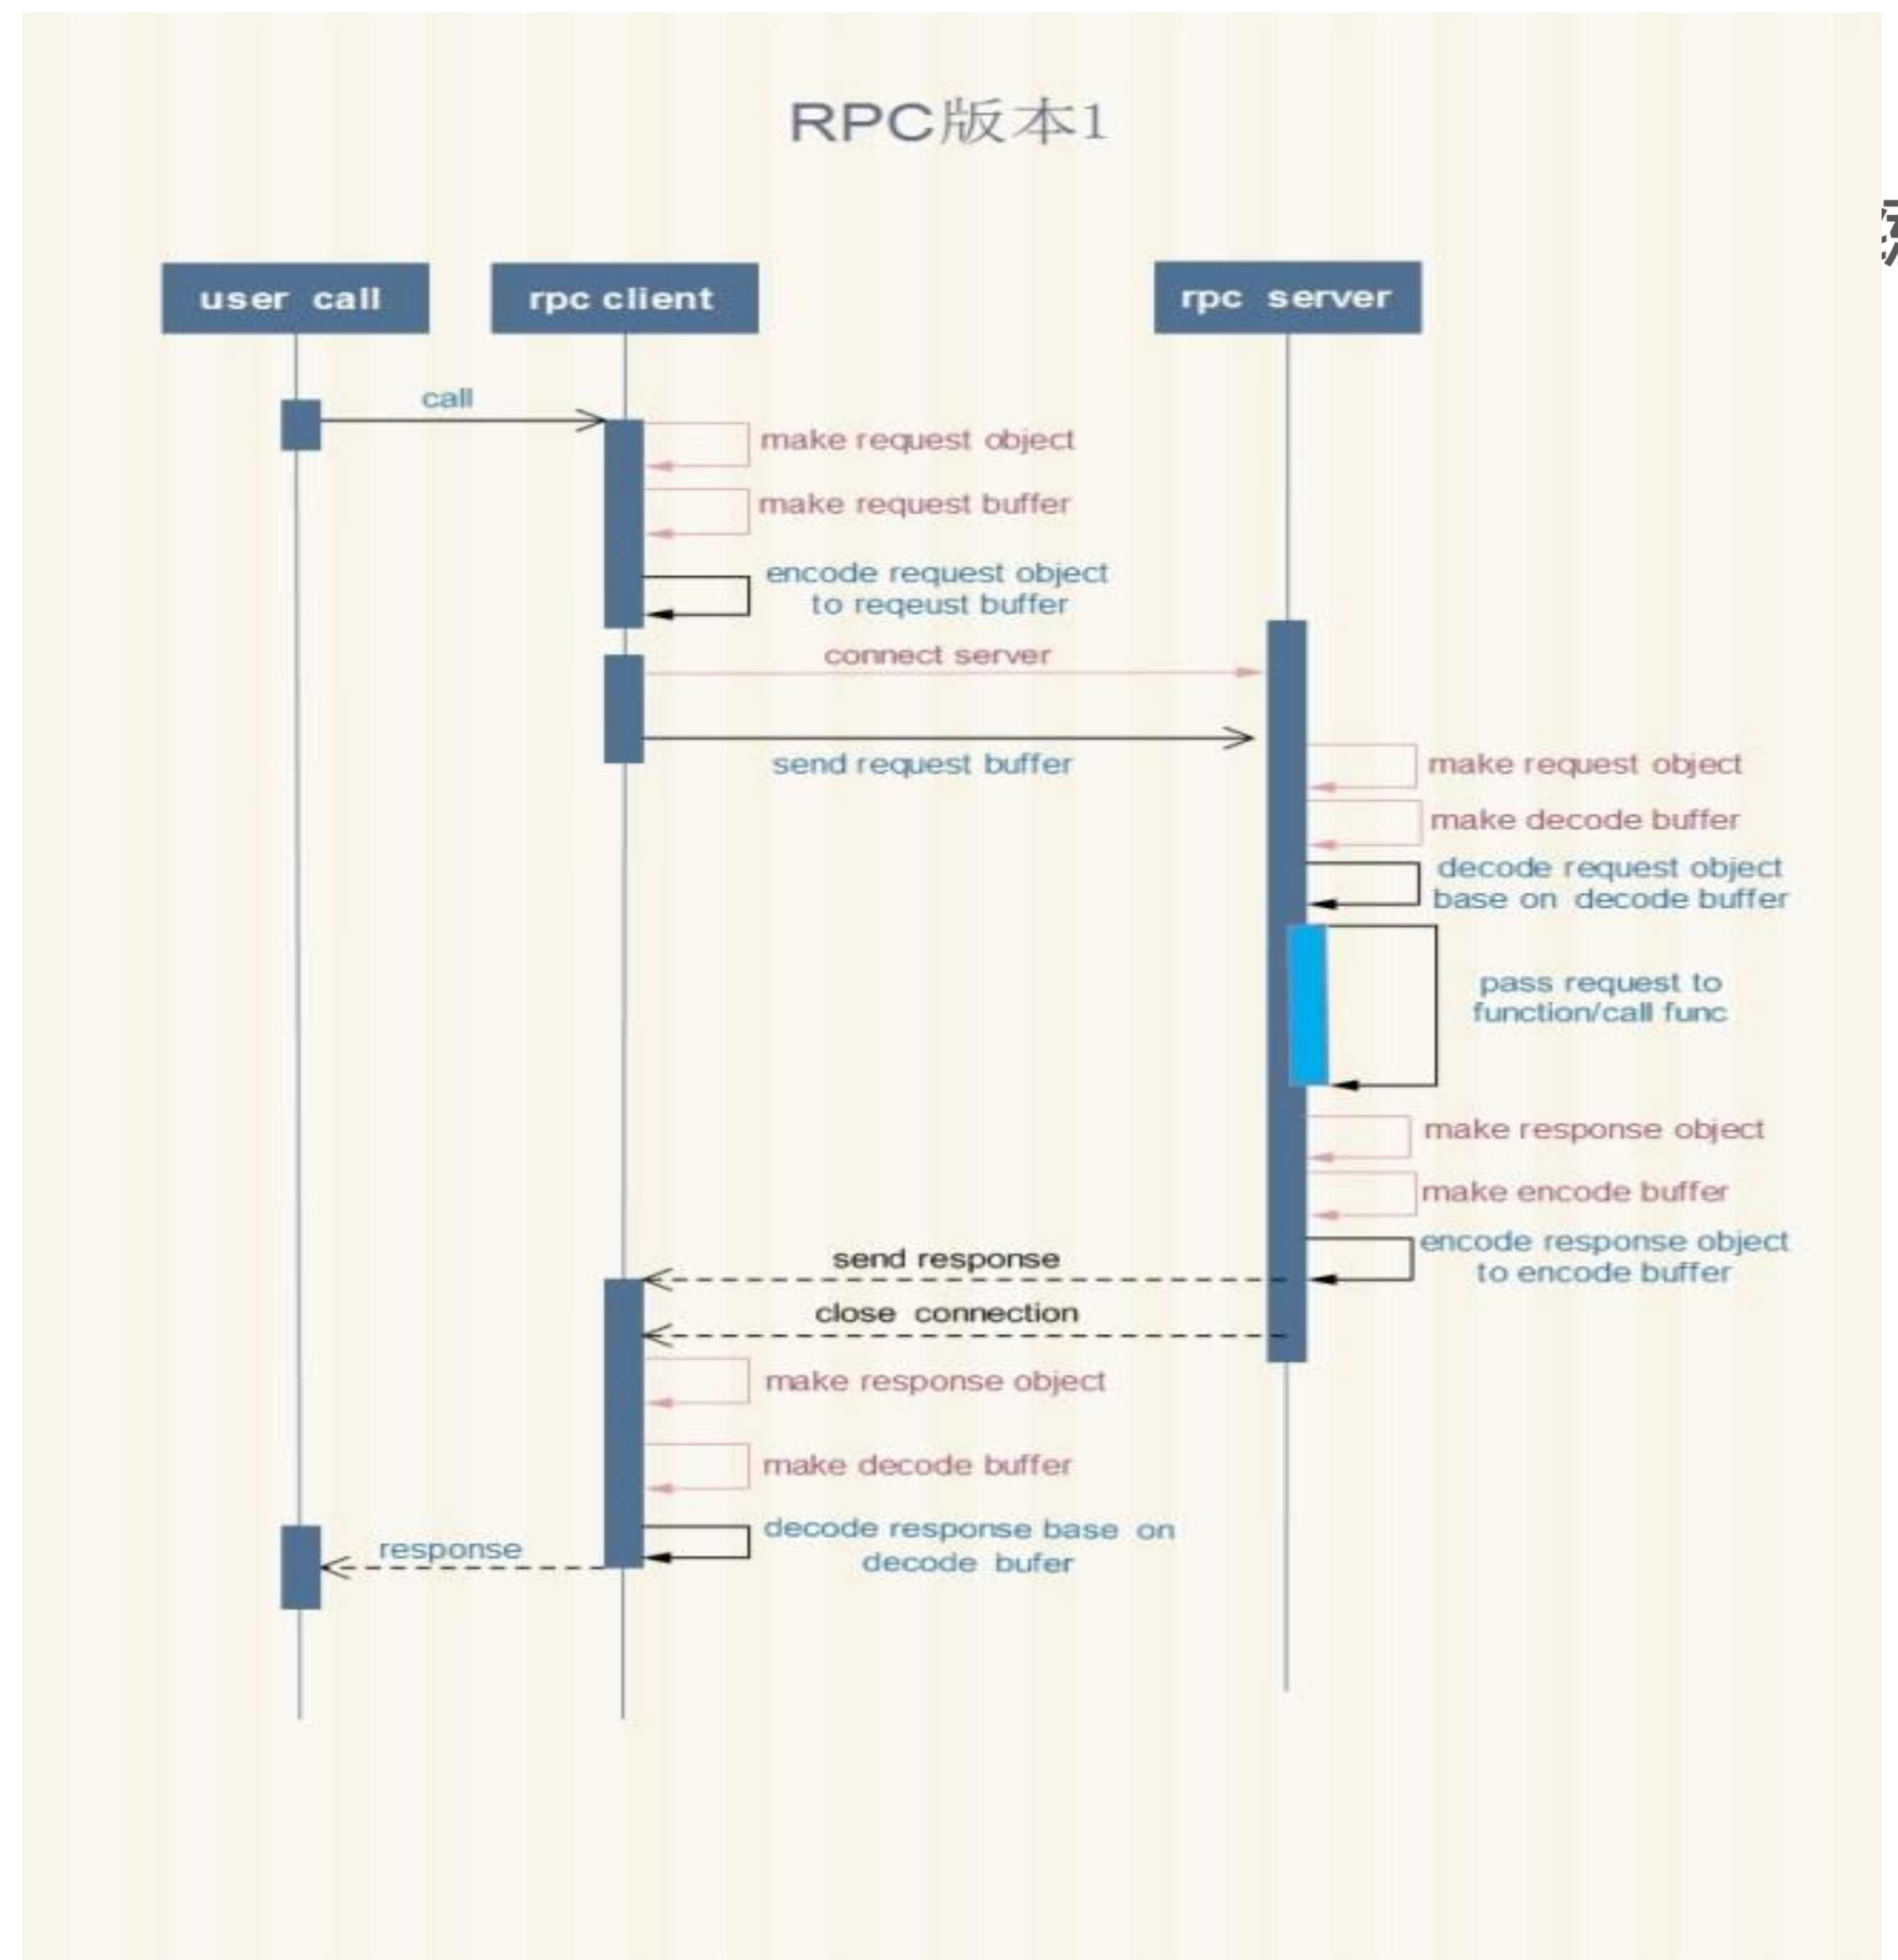 RPC版本1
user call
rpc client
rpc server
call
make request object
make request buffer
encode request object
to reqeust buffer
connect server
send request buffer
make request object
make decode buffer
decode request object
base on decode buffer
pass request to
function/call func
make response object
make encode buffer
encode response object
to encode buffer
send response
close connection
make response object
make decode buffer
decode response base on
decode bufer
response